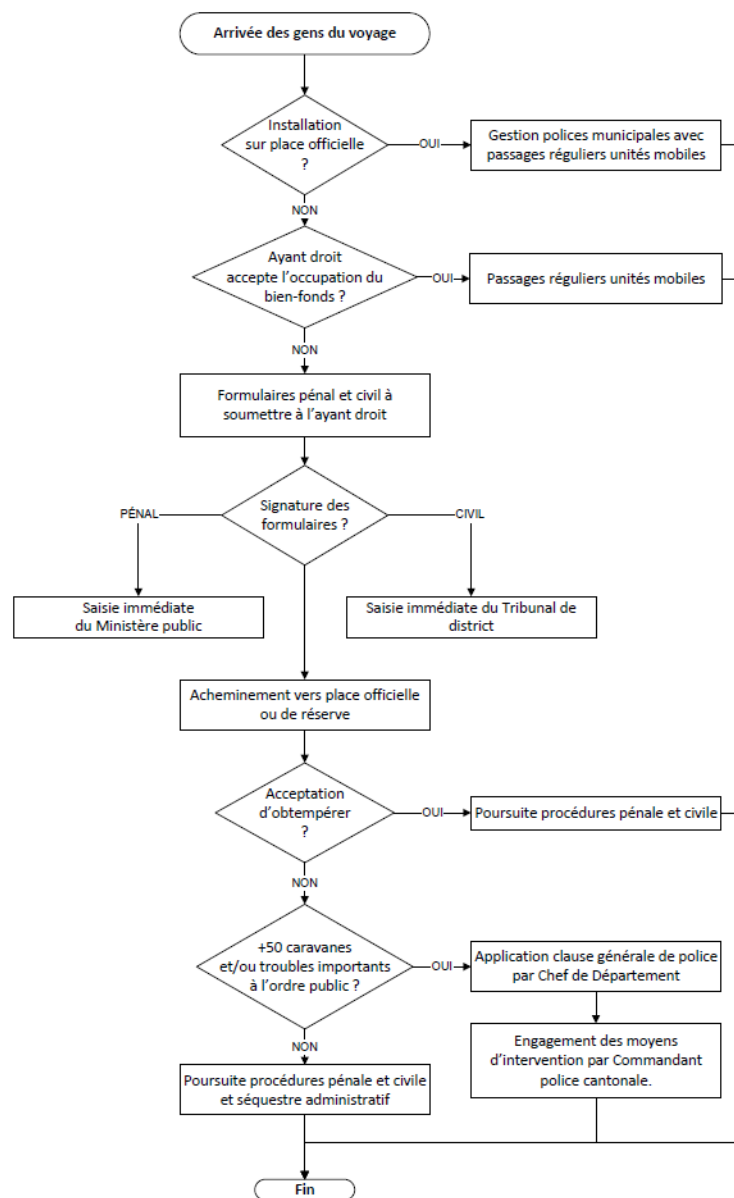 Arrivée des gens du voyage
Installation
sur place officielle
?
OUI
Gestion polices municipales avec
passages réguliers unités mobiles
NON
Ayant droit
accepte l'occupation du
bien-fonds ?
OUI
Passages réguliers unités mobiles
NON
Formulaires pénal et civil à
soumettre à l'ayant droit
Signature des
formulaires ?
PÉNAL
CIVIL
Saisie immédiate
du Ministère public
Saisie immédiate du Tribunal de
district
Acheminement vers place officielle
ou de réserve
Acceptation
d'obtempérer
?
OUI
Poursuite procédures pénale et civile
NON
+50 caravanes
et/ou troubles importants
à l'ordre public ?
OUI
Application clause générale de police
par Chef de Département
Engagement des moyens
d'intervention par Commandant
police cantonale.
NON
Poursuite procédures pénale et civile
et séquestre administratif
Fin